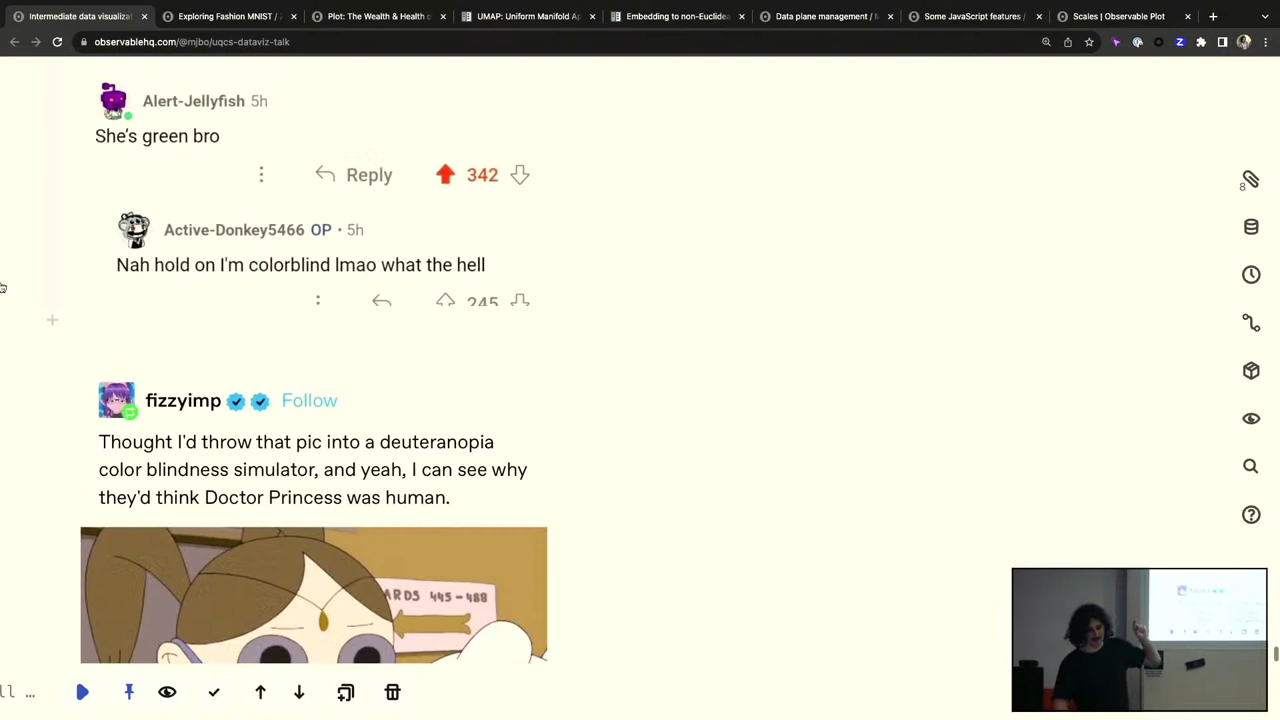 Intermediate data visualizat
Exploring Fashion MNIST /
Plot: The Wealth & Health o
UMAP: Uniform Manifold Ap
Embedding to non-Euclidea
Data plane management /
Some JavaScript features /
Scales | Observable Plot
observablehq.com/@mjbo/uqcs-dataviz-talk
Alert-Jellyfish 5h
She's green bro
Reply 342
8
Active-Donkey5466 OP • 5h
Nah hold on I'm colorblind lmao what the hell
245
fizzyimp Follow
Thought I'd throw that pic into a deuteranopia
color blindness simulator, and yeah, I can see why
they'd think Doctor Princess was human.
ARDS 445-488
ll …